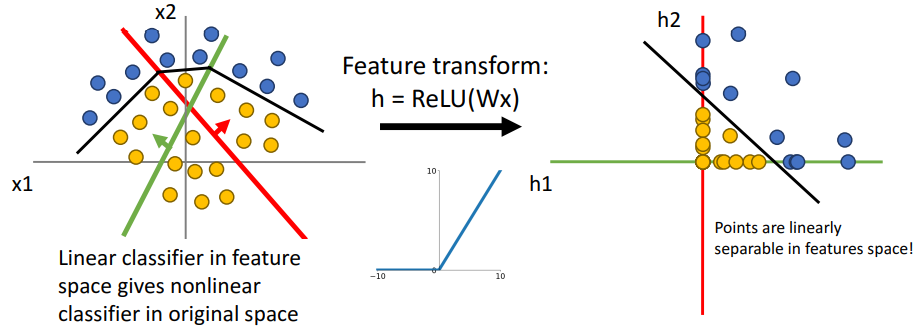 x2
x1
Linear classifier in feature
space gives nonlinear
classifier in original space
Feature transform:
h = ReLU(Wx)
10
0
−10
10
h2
h1
Points are linearly
separable in features space!